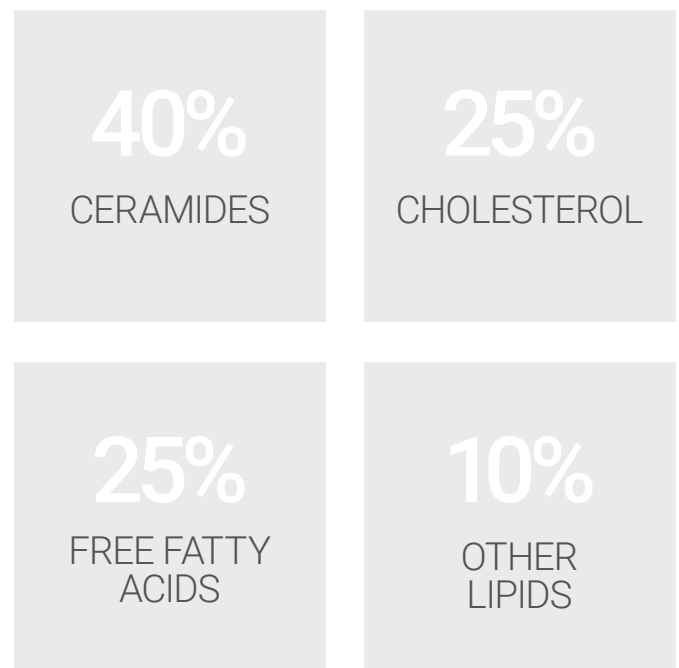 40%
CERAMIDES
25%
CHOLESTEROL
25%
FREE FATTY
ACIDS
10%
OTHER
LIPIDS